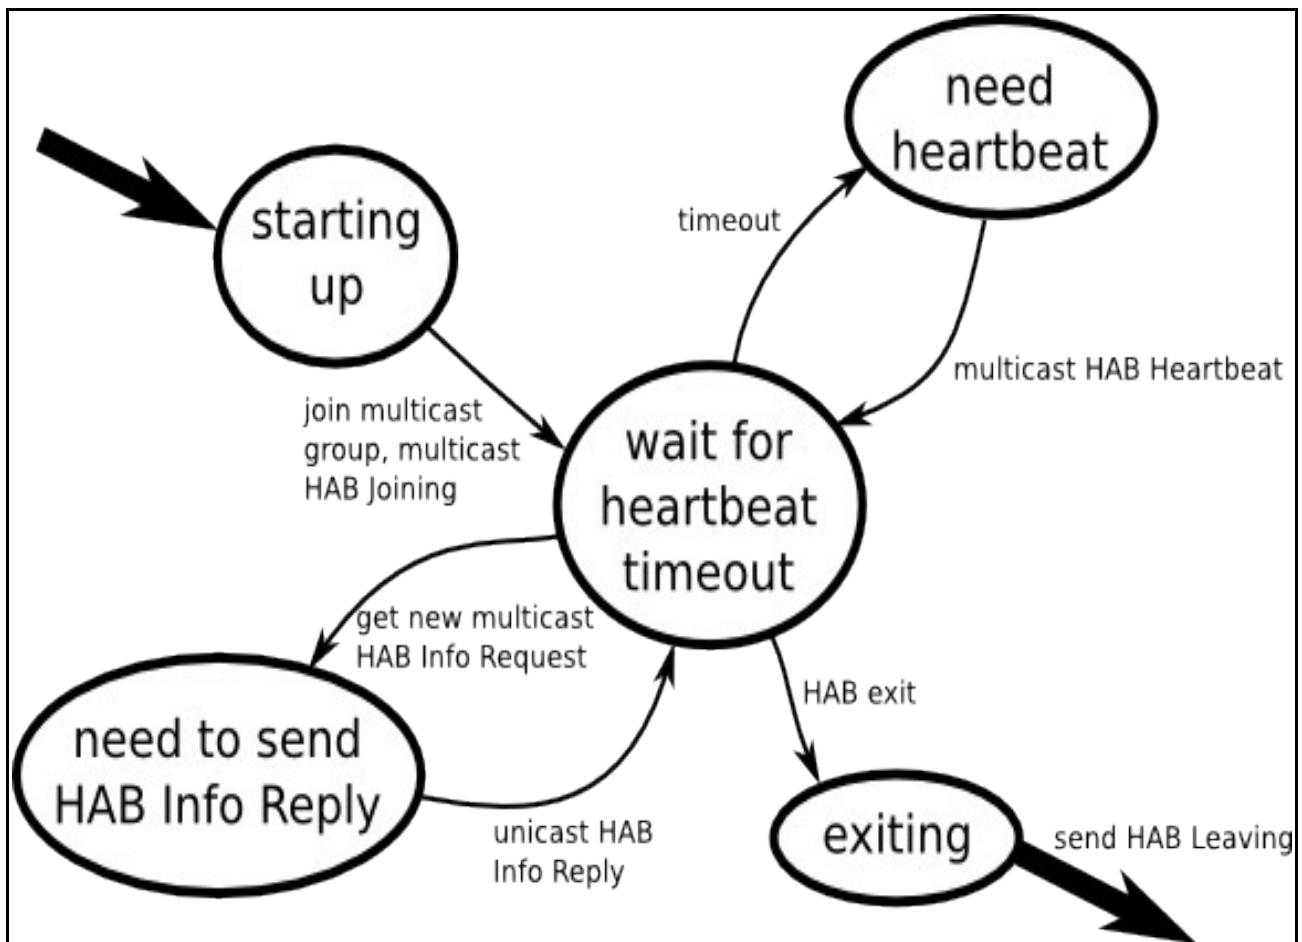 need
heartbeat
starting
up
timeout
multicast HAB Heartbeat
join multicast
group, multicast
HAB Joining
wait for
heartbeat
timeout
get new multicast
HAB Info Request
HAB exit
need to send
HAB Info Reply
unicast HAB
Info Reply
exiting
send HAB Leaving